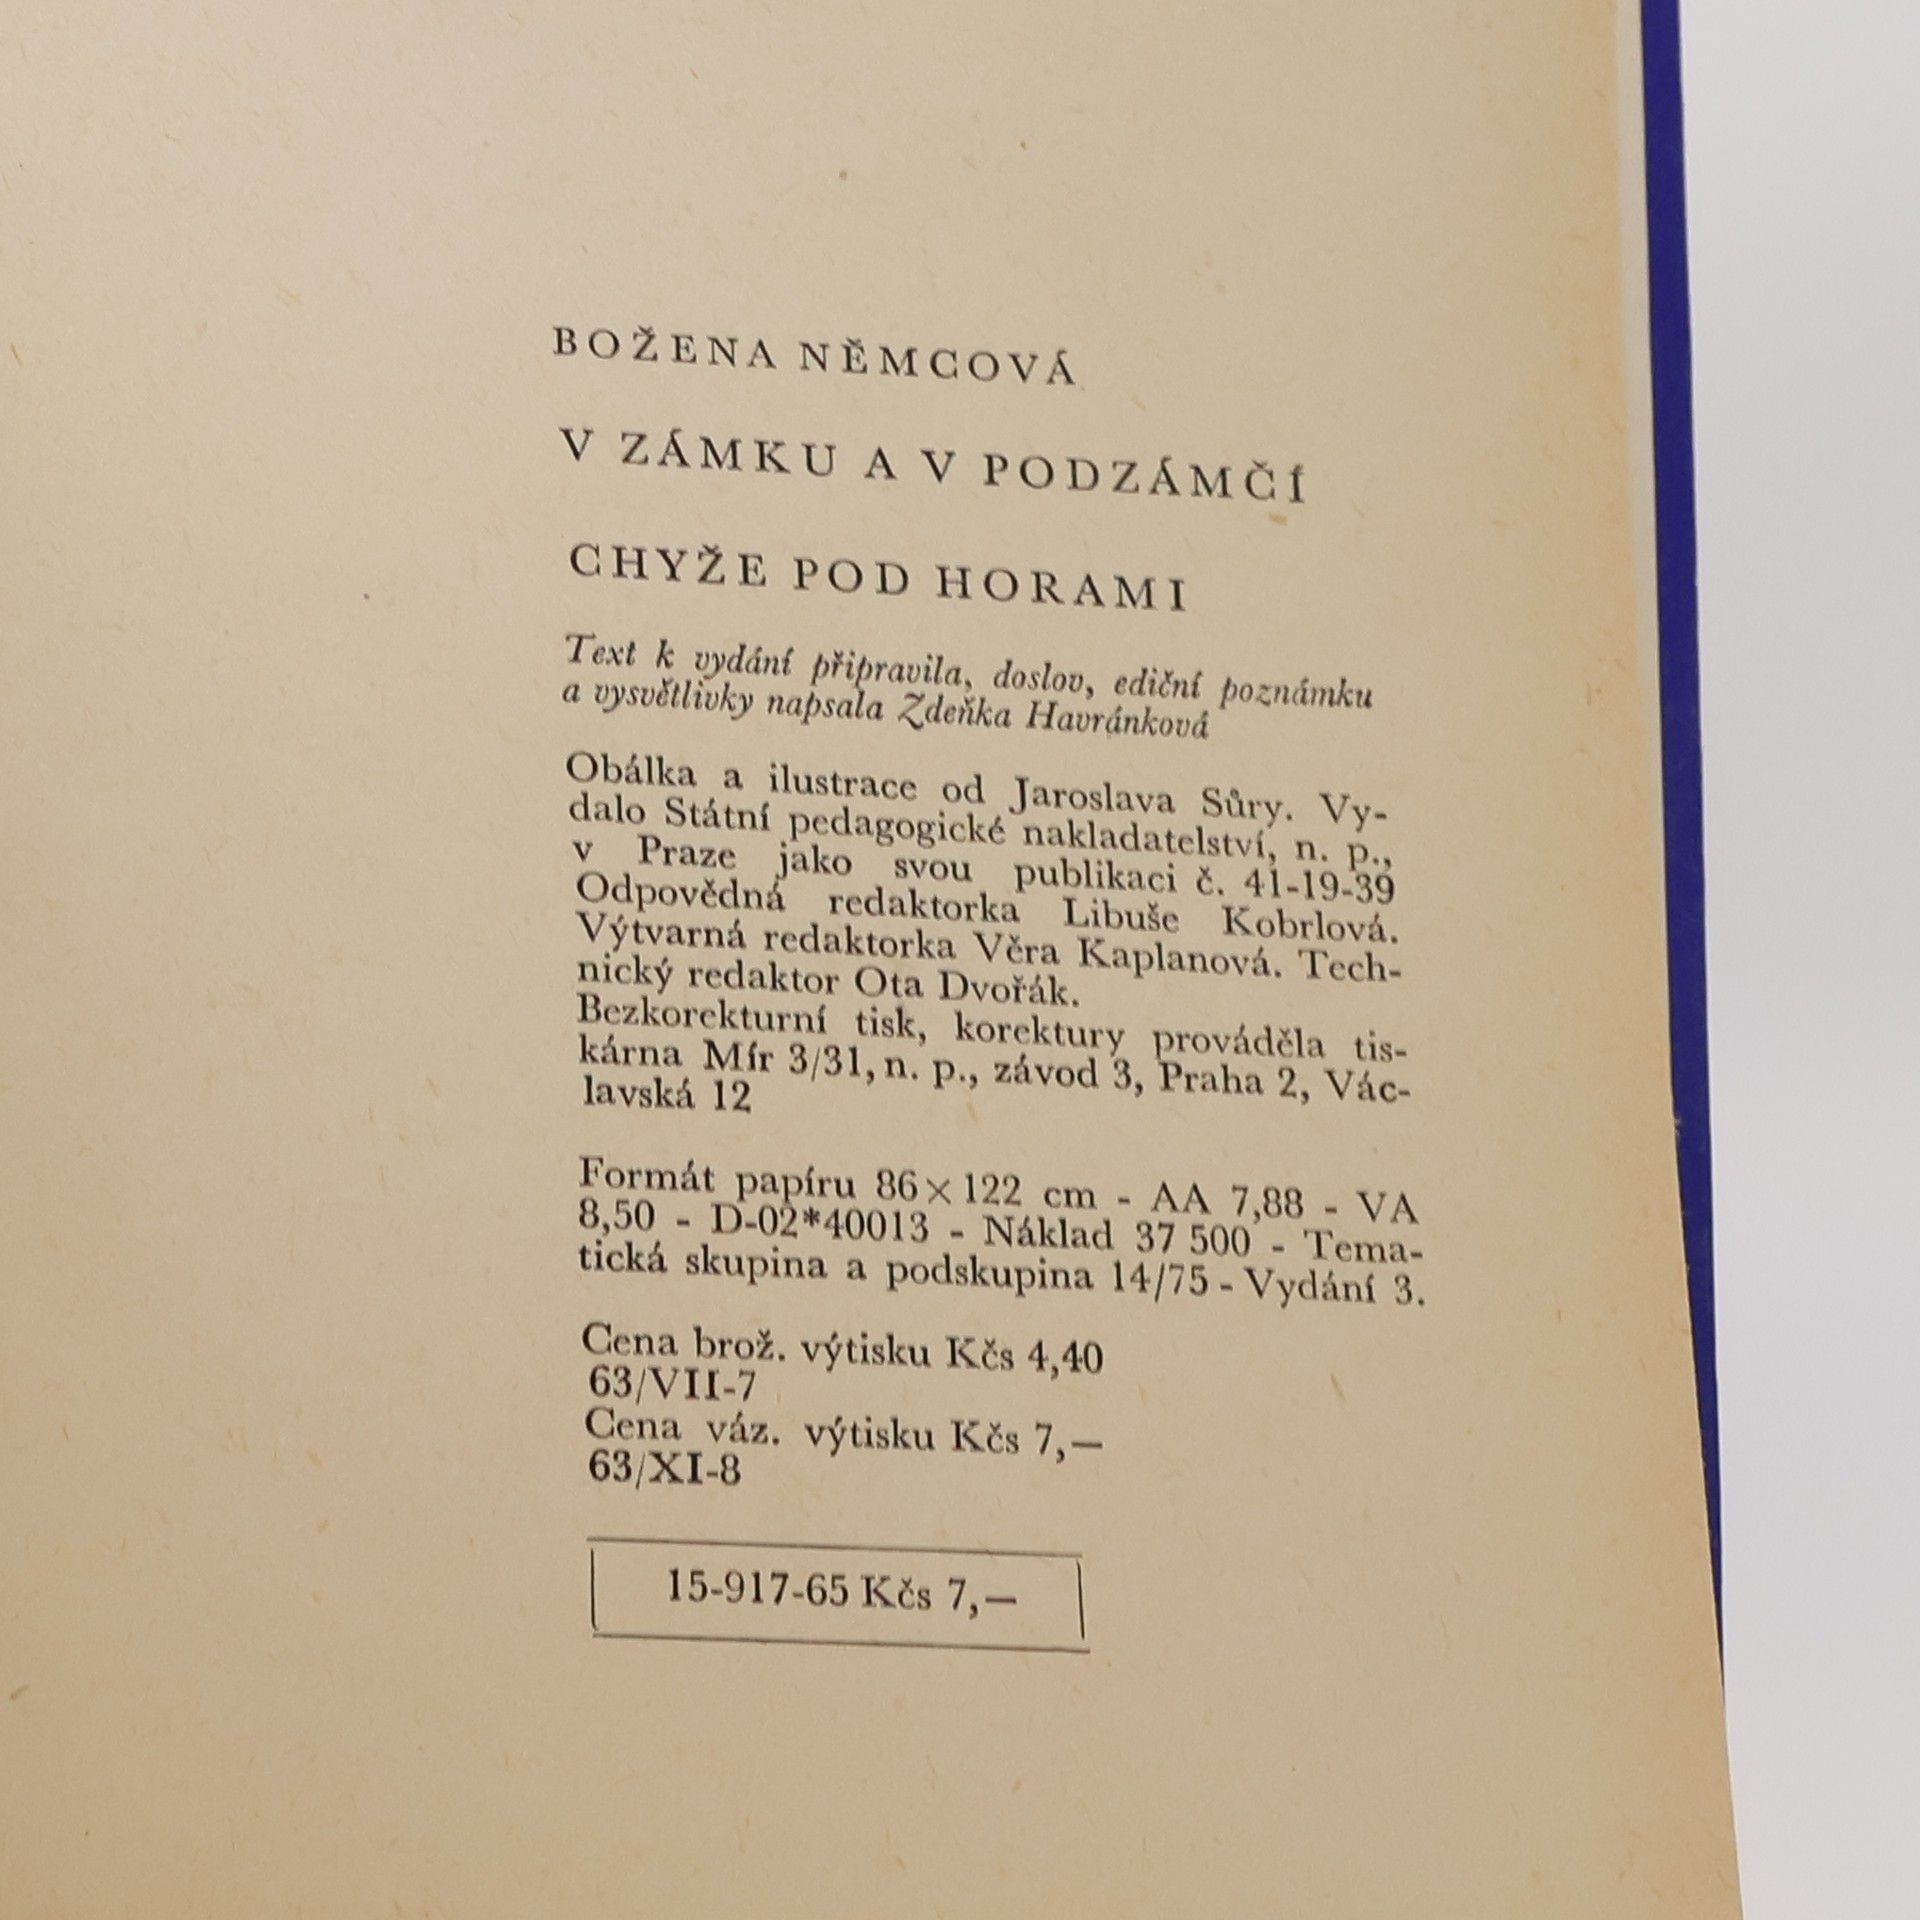 BOŽENA NĚMCOVÁ
V ZÁMKU A V PODZÁMČÍ
CHYŽE POD HORAMI
Text k vydání připravila, doslov, ediční poznámku
a vysvětlivky napsala Zdeňka Havránková
Obálka a ilustrace od Jaroslava Sůry. Vy-
dalo Státní pedagogické nakladatelství, n. p.,
v Praze jako svou publikaci č. 41-19-39
Odpovědná redaktorka Libuše Kobrlová.
Výtvarná redaktorka Věra Kaplanová. Tech-
nický redaktor Ota Dvořák.
Bezkorekturní tisk, korektury prováděla tis-
kárna Mír 3/31, n. p., závod 3, Praha 2, Vác-
lavská 12
Formát papíru 86×122 cm - AA 7,88 - VA
8,50 - D-02*40013 - Náklad 37 500 - Tema-
tická skupina a podskupina 14/75 - Vydání 3.
Cena brož. výtisku Kčs 4,40
63/VII-7
Cena váz. výtisku Kčs 7,—
63/XI-8
15-917-65 Kčs 7,—